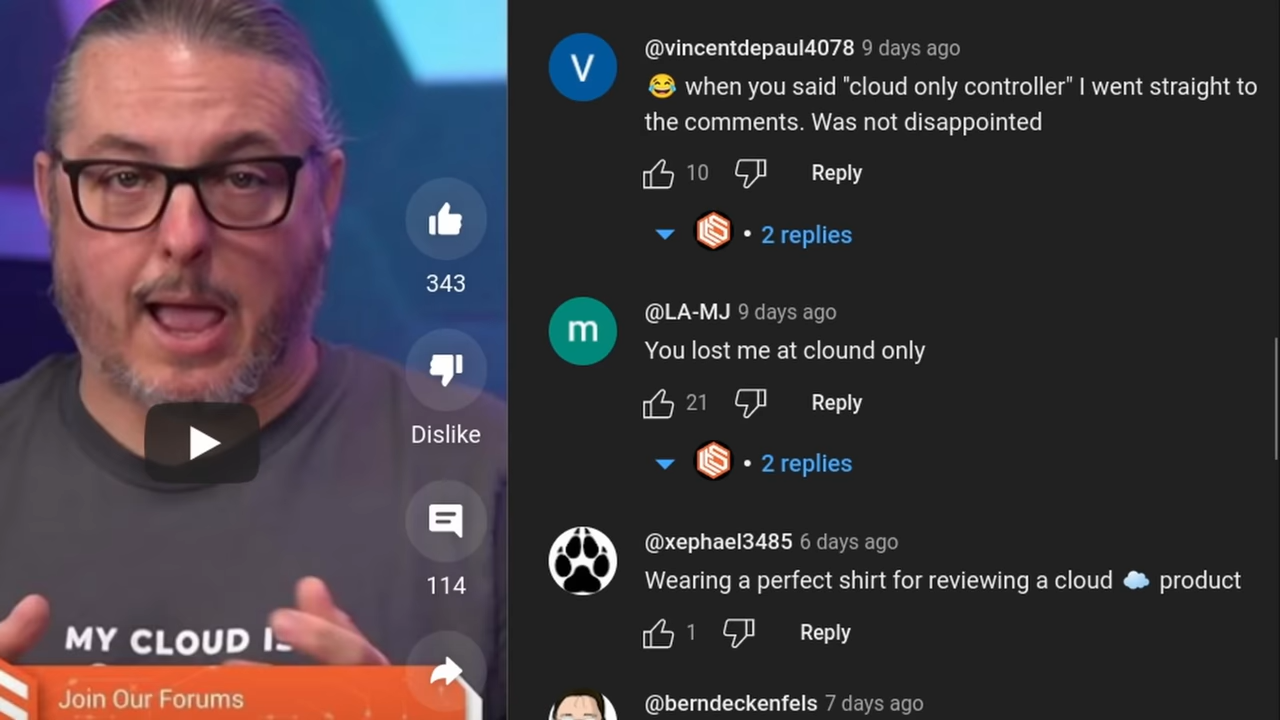 343
Dislike
114
MY CLOUD IS
Join Our Forums
V
@vincentdepaul4078 9 days ago
😂 when you said "cloud only controller" I went straight to
the comments. Was not disappointed
10 Reply
• 2 replies
m
@LA-MJ 9 days ago
You lost me at clound only
21 Reply
• 2 replies
@xephael3485 6 days ago
Wearing a perfect shirt for reviewing a cloud ☁️ product
1 Reply
@berndeckenfels 7 days ago